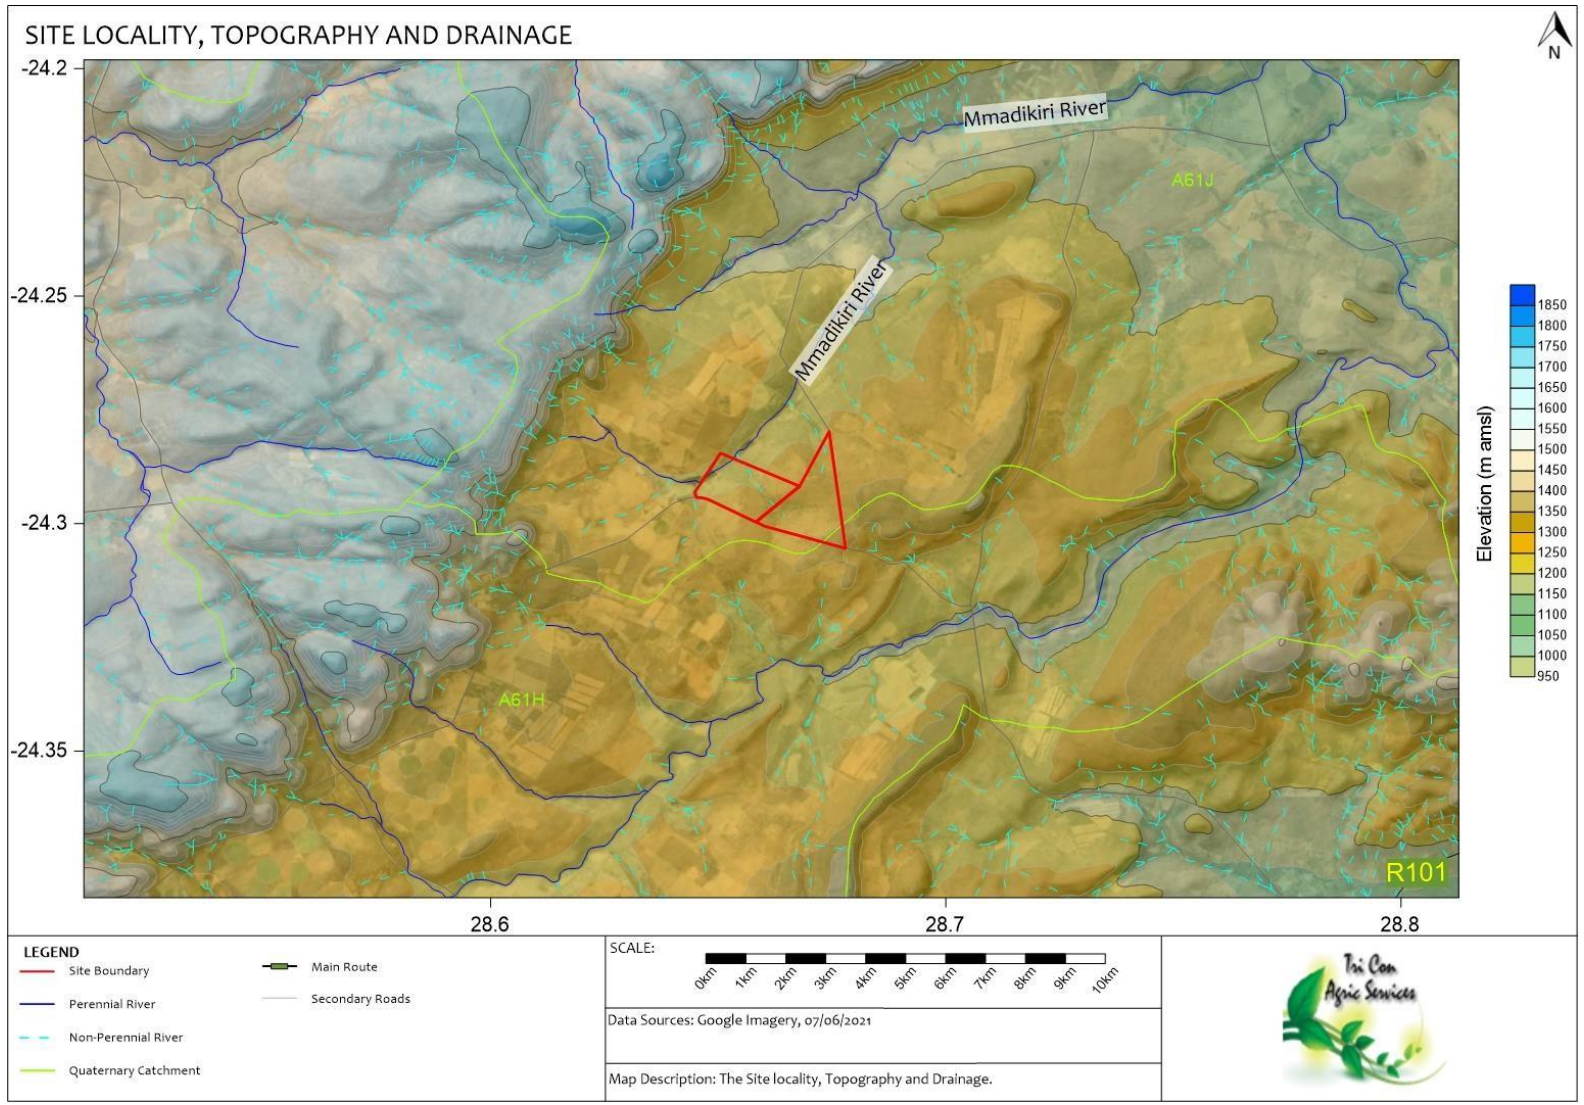 SITE LOCALITY, TOPOGRAPHY AND DRAINAGE
N
-24.2
-24.25
-24.3
-24.35
28.6
28.7
28.8
Mmadikiri River
A61J
Mmadikiri River
A61H
R101
Elevation (m amsl)
1850
1800
1750
1700
1650
1600
1550
1500
1450
1400
1350
1300
1250
1200
1150
1100
1050
1000
950
LEGEND
Site Boundary
Perennial River
Non-Perennial River
Quaternary Catchment
Main Route
Secondary Roads
SCALE:
0km 1km 2km 3km 4km 5km 6km 7km 8km 9km 10km
Data Sources: Google Imagery, 07/06/2021
Map Description: The Site locality, Topography and Drainage.
Tri Con
Agric Services